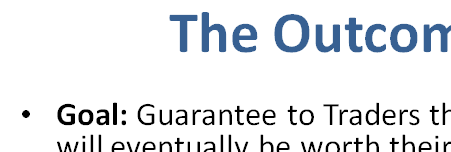 The Outcom
• Goal: Guarantee to Traders th
will eventually be worth their